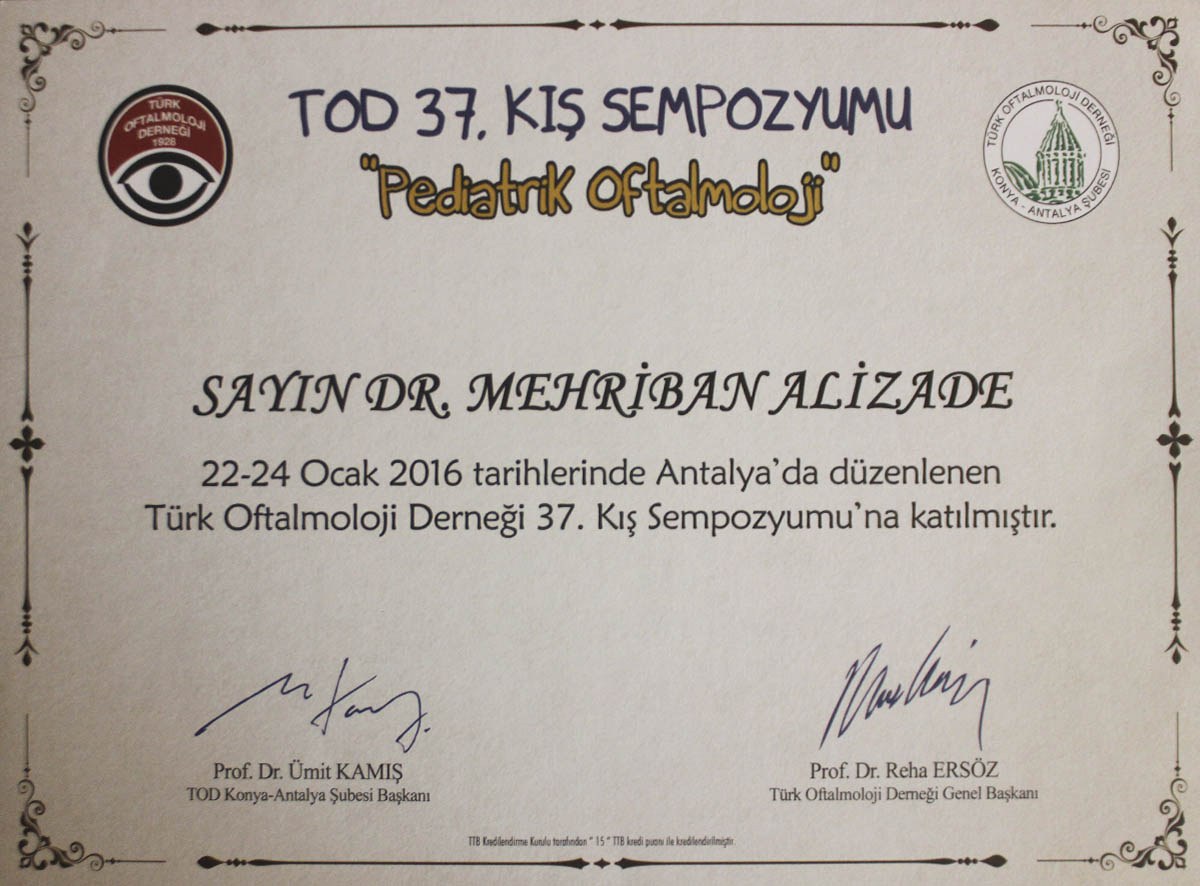 TÜRK
OFTALMOLOJİ
DERNEĞİ
1928
TOD 37. KIŞ SEMPOZYUMU
"Pediatrik Oftalmoloji"
TÜRK OFTALMOLOJİ DERNEĞİ
KONYA - ANTALYA ŞUBESİ
SAYIN DR. MEHRİBAN ALİZADE
22-24 Ocak 2016 tarihlerinde Antalya'da düzenlenen
Türk Oftalmoloji Derneği 37. Kış Sempozyumu'na katılmıştır.
Prof. Dr. Ümit KAMIŞ
TOD Konya-Antalya Şubesi Başkanı
Prof. Dr. Reha ERSÖZ
Türk Oftalmoloji Derneği Genel Başkanı
TTB Kredilendirme Kurulu tarafından " 15 " TTB kredi puanı ile kredilendirilmiştir.